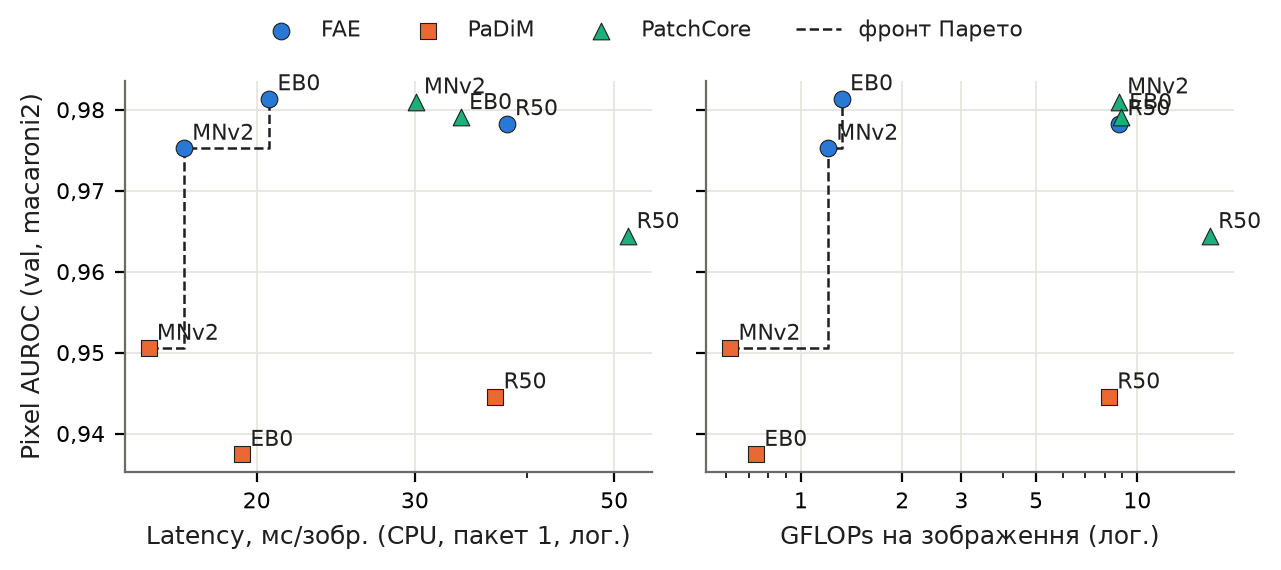 FAE PaDiM PatchCore фронт Парето
Pixel AUROC (val, macaroni2)
0,98
0,97
0,96
0,95
0,94
EB0
MNv2
EB0
R50
MNv2
R50
MNv2
R50
EB0
20 30 50
Latency, мс/зобр. (CPU, пакет 1, лог.)
EB0
MNv2
EB0
R50
MNv2
R50
MNv2
R50
EB0
1 2 3 5 10
GFLOPs на зображення (лог.)